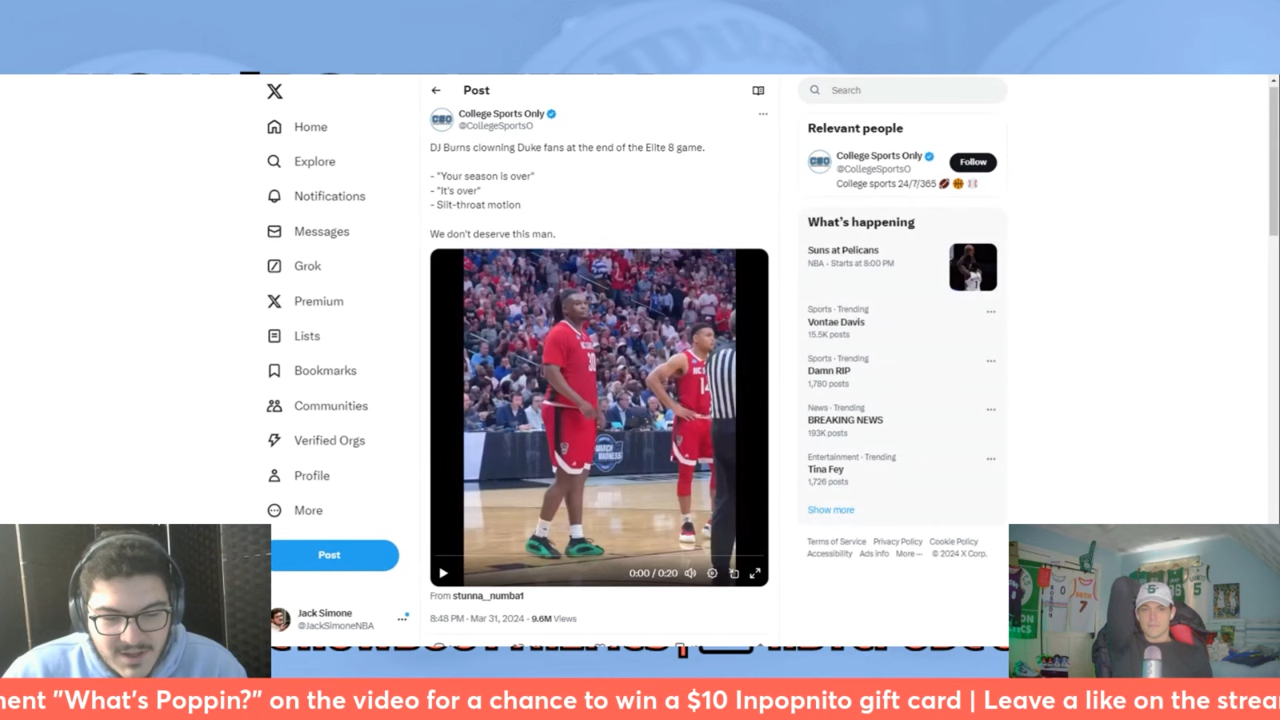 Post
College Sports Only
@CollegeSportsO
DJ Burns clowning Duke fans at the end of the Elite 8 game.
- "Your season is over"
- "It's over"
- Slit-throat motion
We don't deserve this man.
30
14
MARCH MADNESS
0:00 / 0:20
From stunna_numba1
8:48 PM · Mar 31, 2024 · 9.6M Views
Home
Explore
Notifications
Messages
Grok
Premium
Lists
Bookmarks
Communities
Verified Orgs
Profile
More
Post
Jack Simone
@JackSimoneNBA
Search
Relevant people
College Sports Only
@CollegeSportsO
Follow
College sports 24/7/365
What's happening
Suns at Pelicans
NBA · Starts at 8:00 PM
Sports · Trending
Vontae Davis
15.5K posts
Sports · Trending
Damn RIP
1,780 posts
News · Trending
BREAKING NEWS
193K posts
Entertainment · Trending
Tina Fey
1,726 posts
Show more
Terms of Service Privacy Policy Cookie Policy
Accessibility Ads info More ··· © 2024 X Corp.
0
7
ment "What's Poppin?" on the video for a chance to win a $10 Inpopnito gift card | Leave a like on the strea